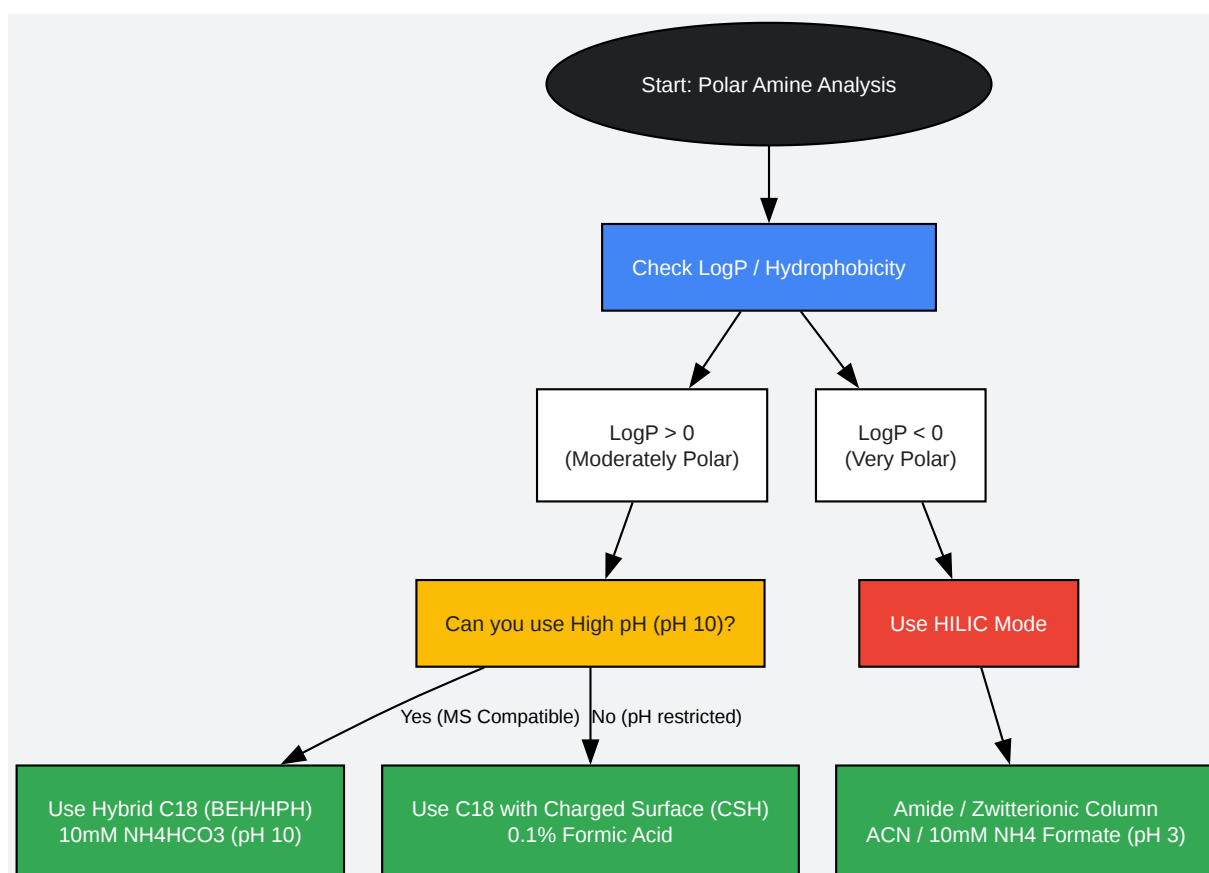 Start: Polar Amine Analysis
Check LogP / Hydrophobicity
LogP > 0
(Moderately Polar)
LogP < 0
(Very Polar)
Can you use High pH (pH 10)?
Use HILIC Mode
Yes (MS Compatible)
No (pH restricted)
Use Hybrid C18 (BEH/HPH)
10mM NH4HCO3 (pH 10)
Use C18 with Charged Surface (CSH)
0.1% Formic Acid
Amide / Zwitterionic Column
ACN / 10mM NH4 Formate (pH 3)